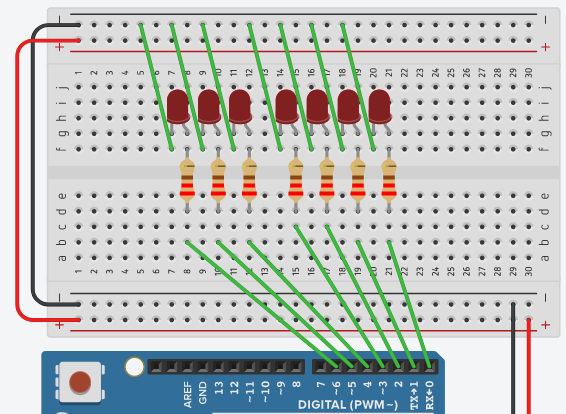 − −
+ +
1 2 3 4 5 6 7 8 9 10 11 12 13 14 15 16 17 18 19 20 21 22 23 24 25 26 27 28 29 30
j j
i i
h h
g g
f f
e e
d d
c c
b b
a a
1 2 3 4 5 6 7 8 9 10 11 12 13 14 15 16 17 18 19 20 21 22 23 24 25 26 27 28 29 30
− −
+ +
AREF GND 13 12 ~11 ~10 ~9 8 7 ~6 ~5 4 ~3 2 TX→1 RX←0
DIGITAL (PWM~)